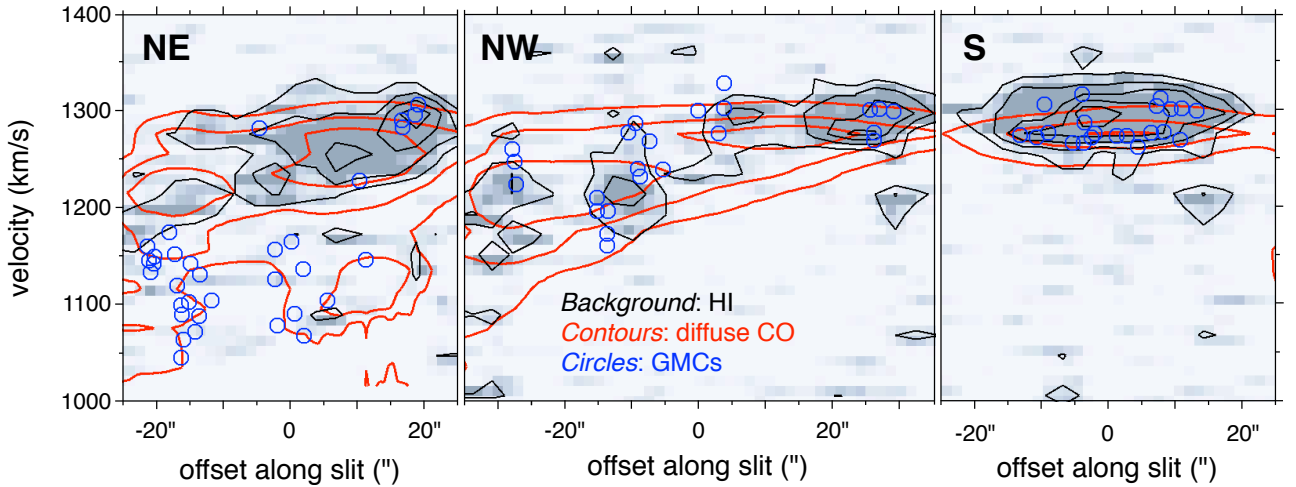 NE
NW
S
1400
1300
1200
1100
1000
velocity (km/s)
Background: HI
Contours: diffuse CO
Circles: GMCs
-20" 0 20"
-20" 0 20"
-20" 0 20"
offset along slit (")
offset along slit (")
offset along slit (")